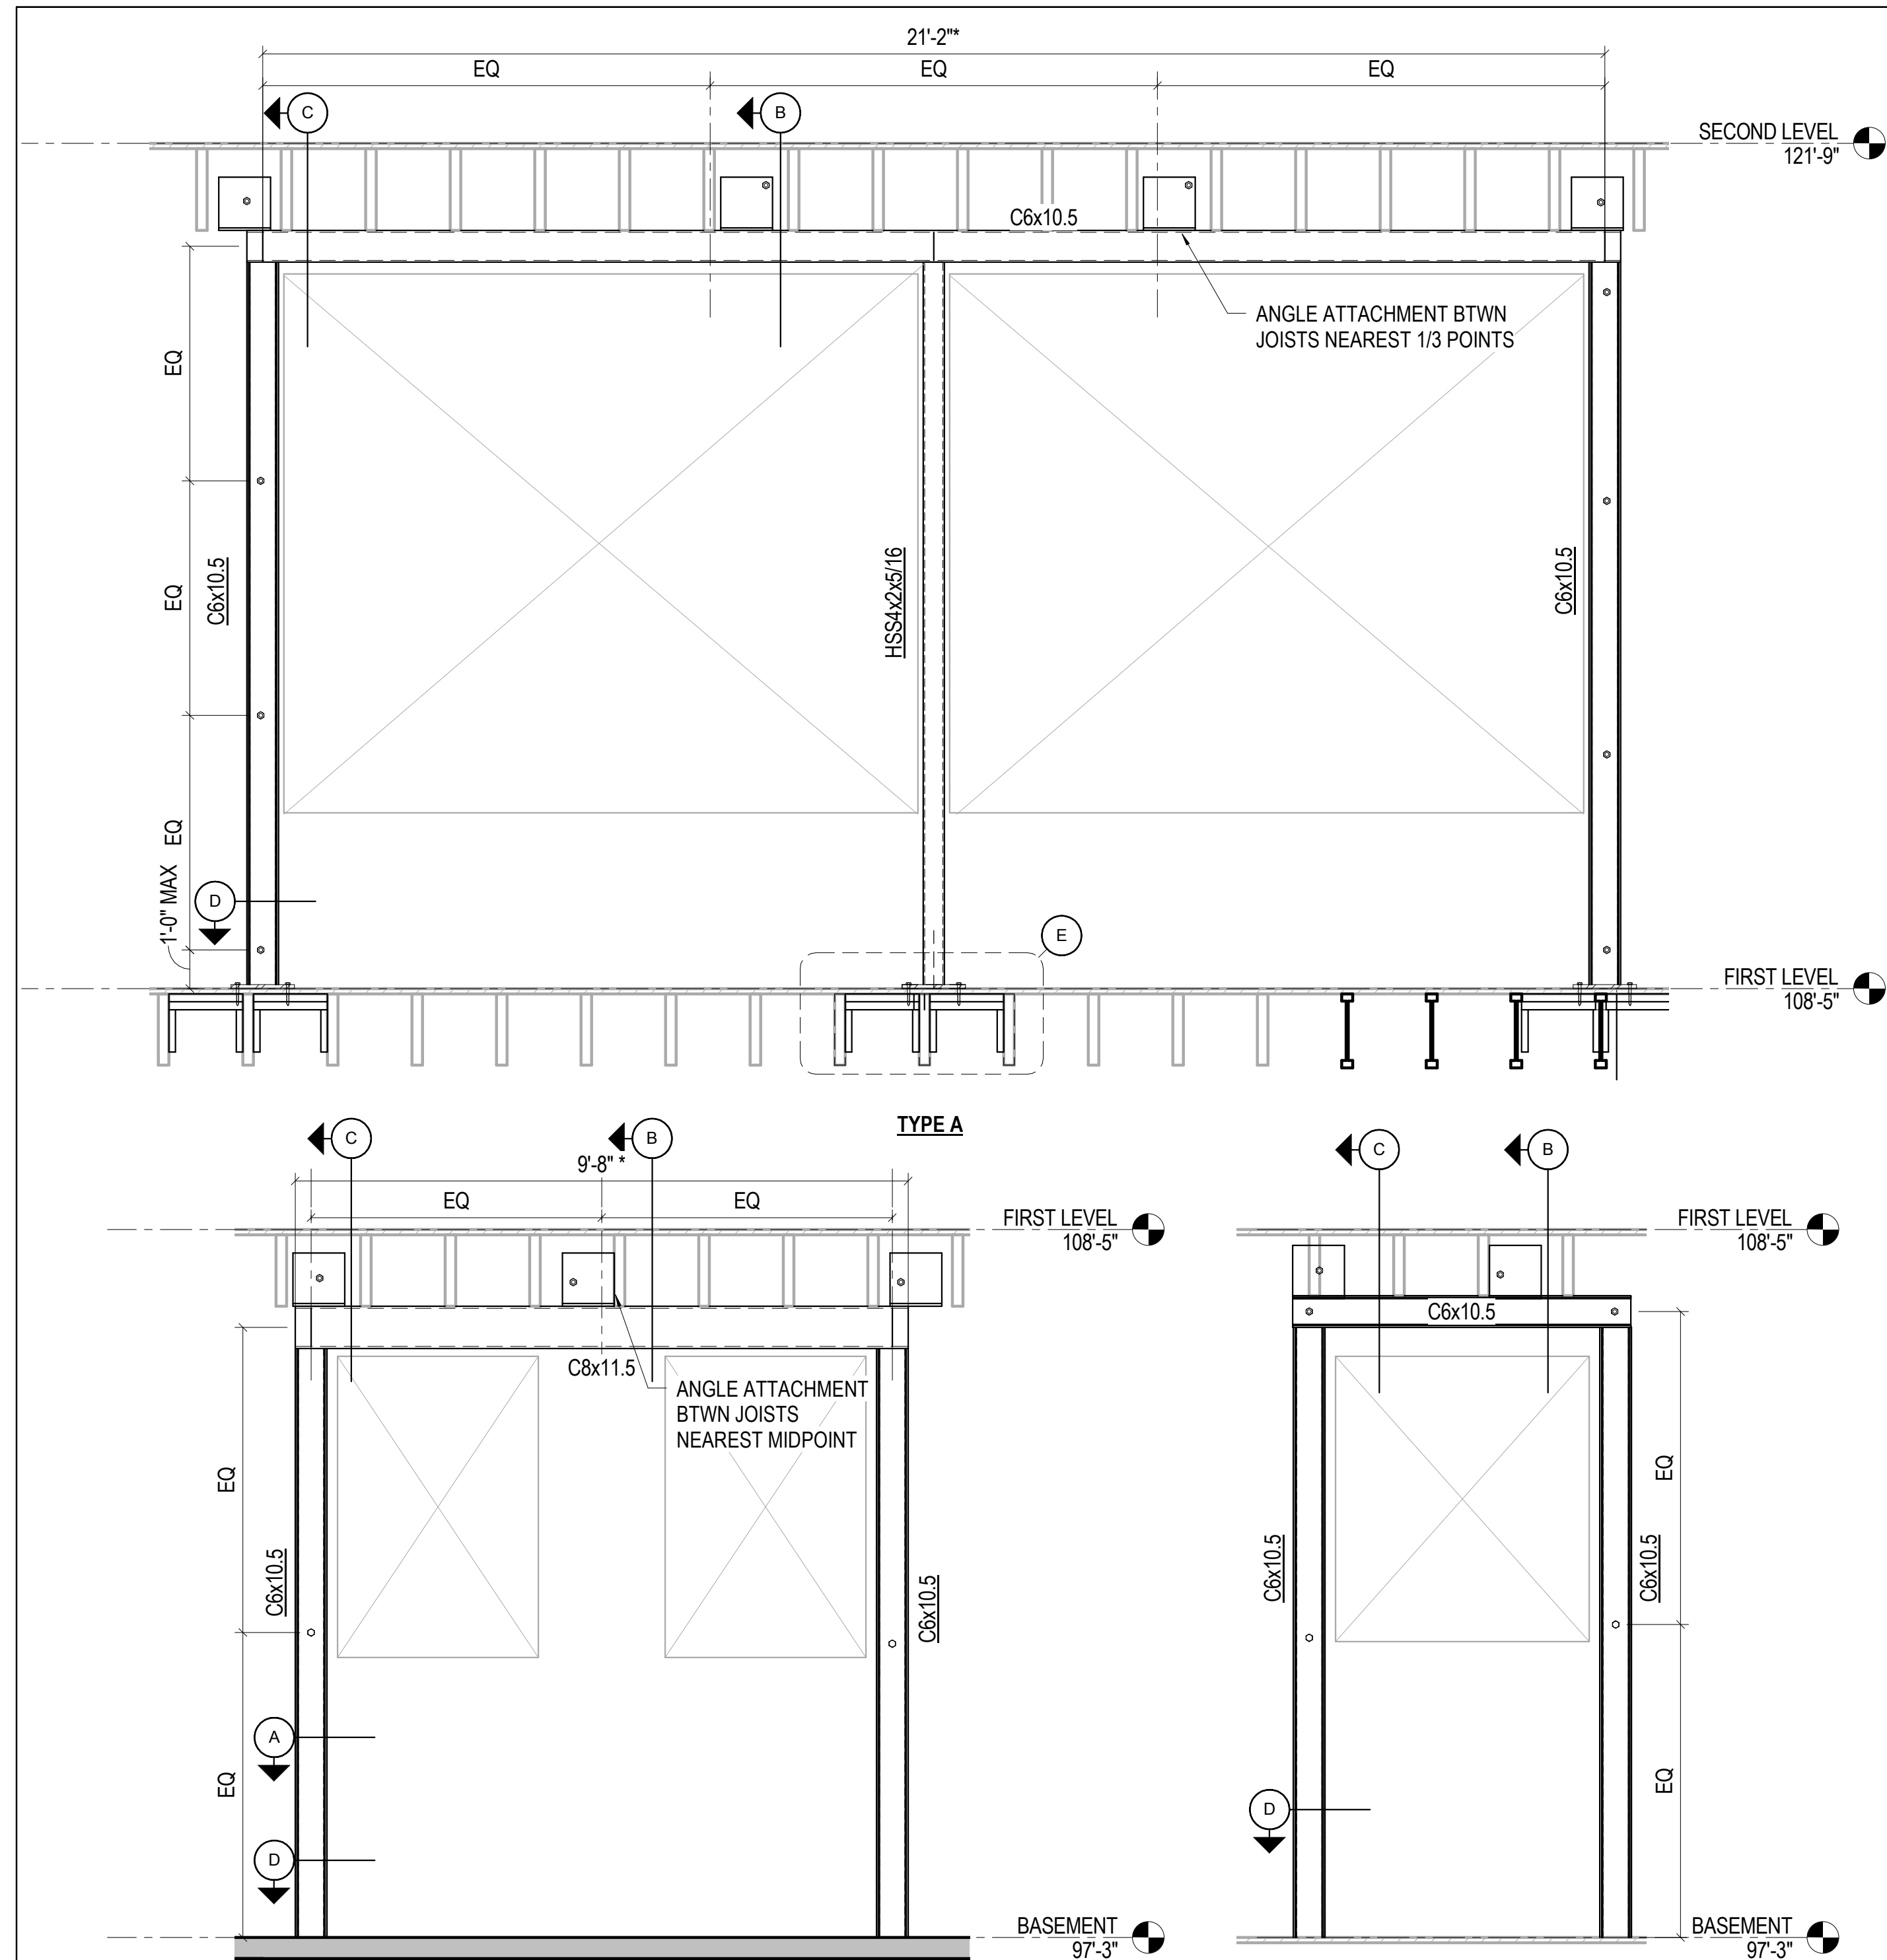 21'-2"*
EQ
EQ
EQ
C
B
SECOND LEVEL
121'-9"
C6x10.5
ANGLE ATTACHMENT BTWN
JOISTS NEAREST 1/3 POINTS
EQ
EQ
C6x10.5
HSS4x2x5/16
C6x10.5
EQ
1'-0" MAX
D
E
FIRST LEVEL
108'-5"
TYPE A
C
B
9'-8" *
EQ
EQ
FIRST LEVEL
108'-5"
C8x11.5
ANGLE ATTACHMENT
BTWN JOISTS
NEAREST MIDPOINT
EQ
C6x10.5
C6x10.5
A
EQ
D
BASEMENT
97'-3"
C
B
FIRST LEVEL
108'-5"
C6x10.5
EQ
C6x10.5
C6x10.5
EQ
D
BASEMENT
97'-3"